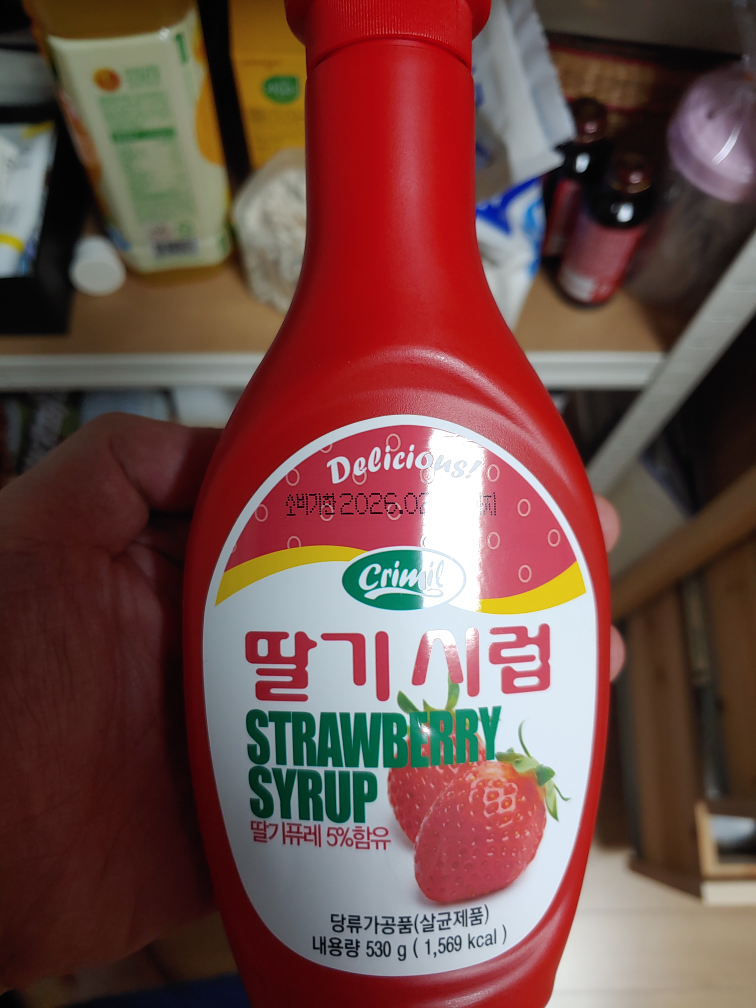 Delicious!
소비기한 2026.02
Crimil
딸기시럽
STRAWBERRY
SYRUP
딸기퓨레 5%함유
당류가공품(살균제품)
내용량 530 g ( 1,569 kcal )